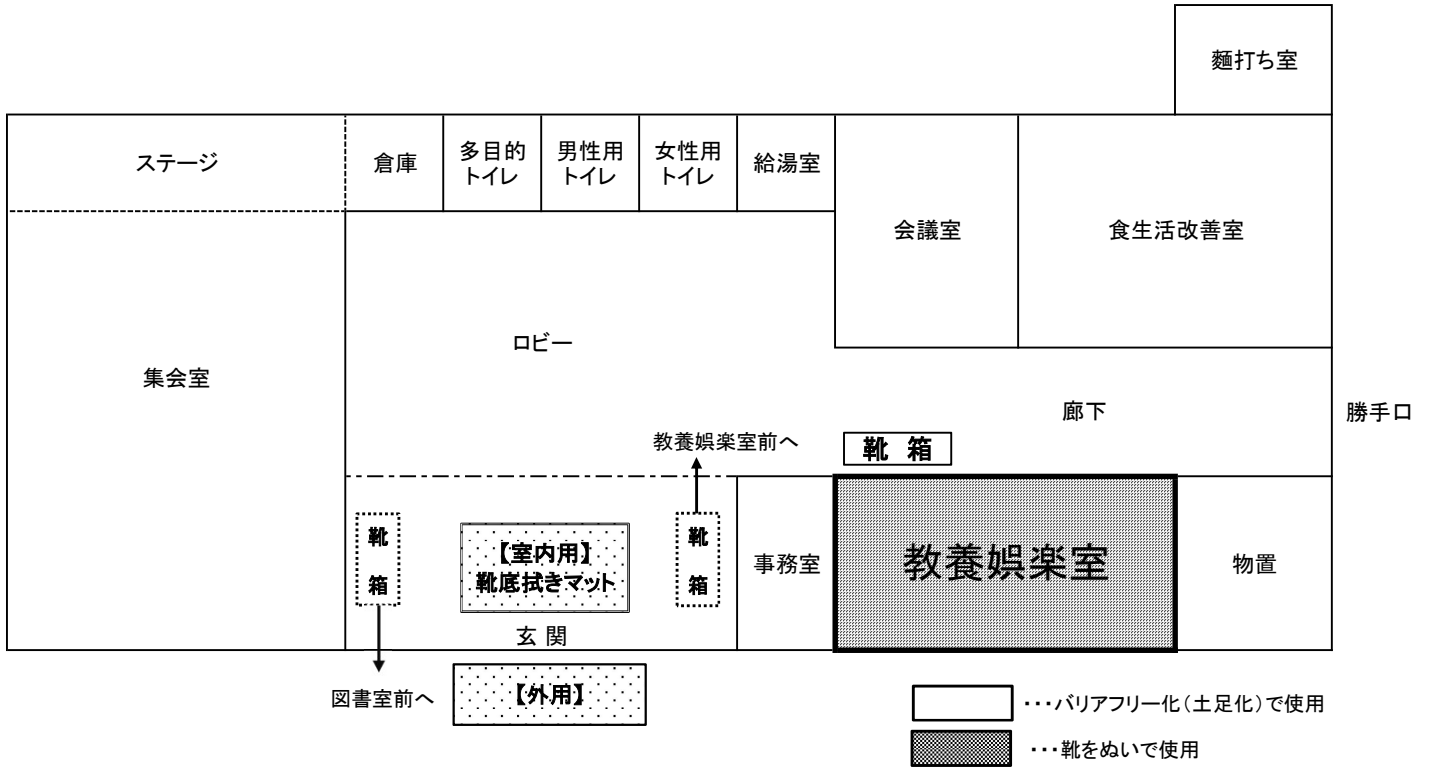 麵打ち室
ステージ
倉庫
多目的
トイレ
男性用
トイレ
女性用
トイレ
給湯室
会議室
食生活改善室
ロビー
集会室
廊下
勝手口
教養娯楽室前へ
靴 箱
靴
箱
【室内用】
靴底拭きマット
靴
箱
事務室
教養娯楽室
物置
玄 関
図書室前へ
【外用】
・・・バリアフリー化(土足化)で使用
・・・靴をぬいで使用